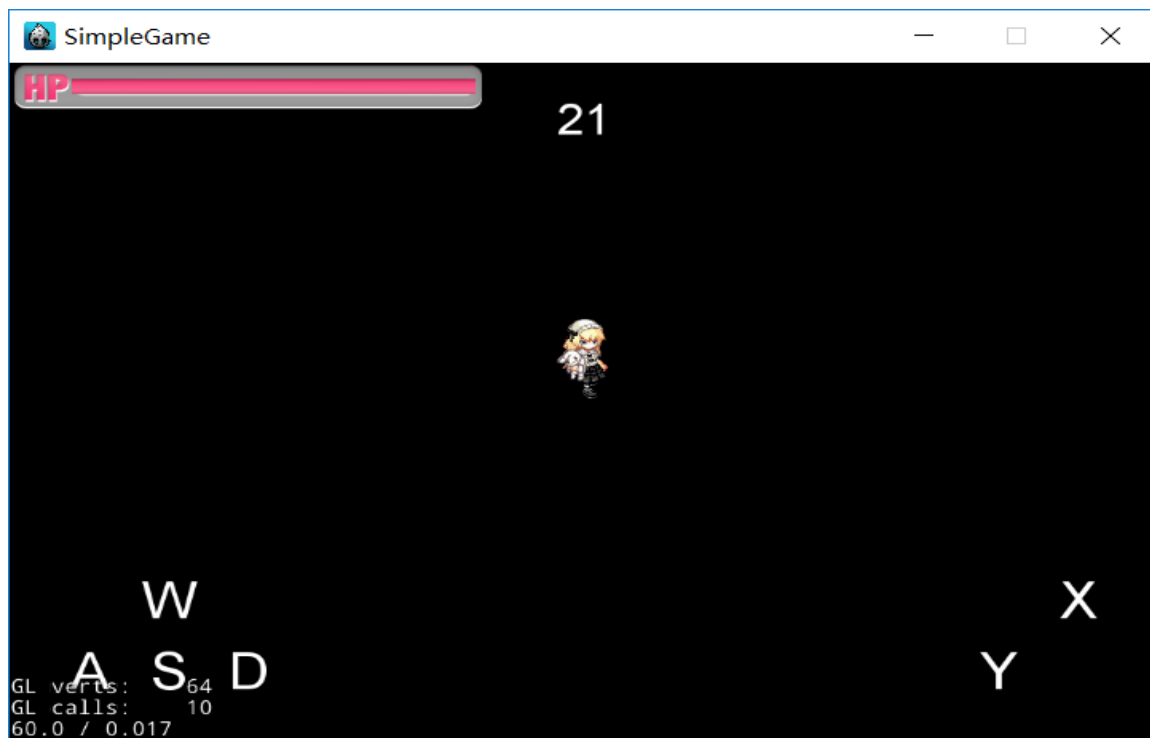 SimpleGame
HP
21
W
X
A S D
Y
GL verts: 64
GL calls: 10
60.0 / 0.017